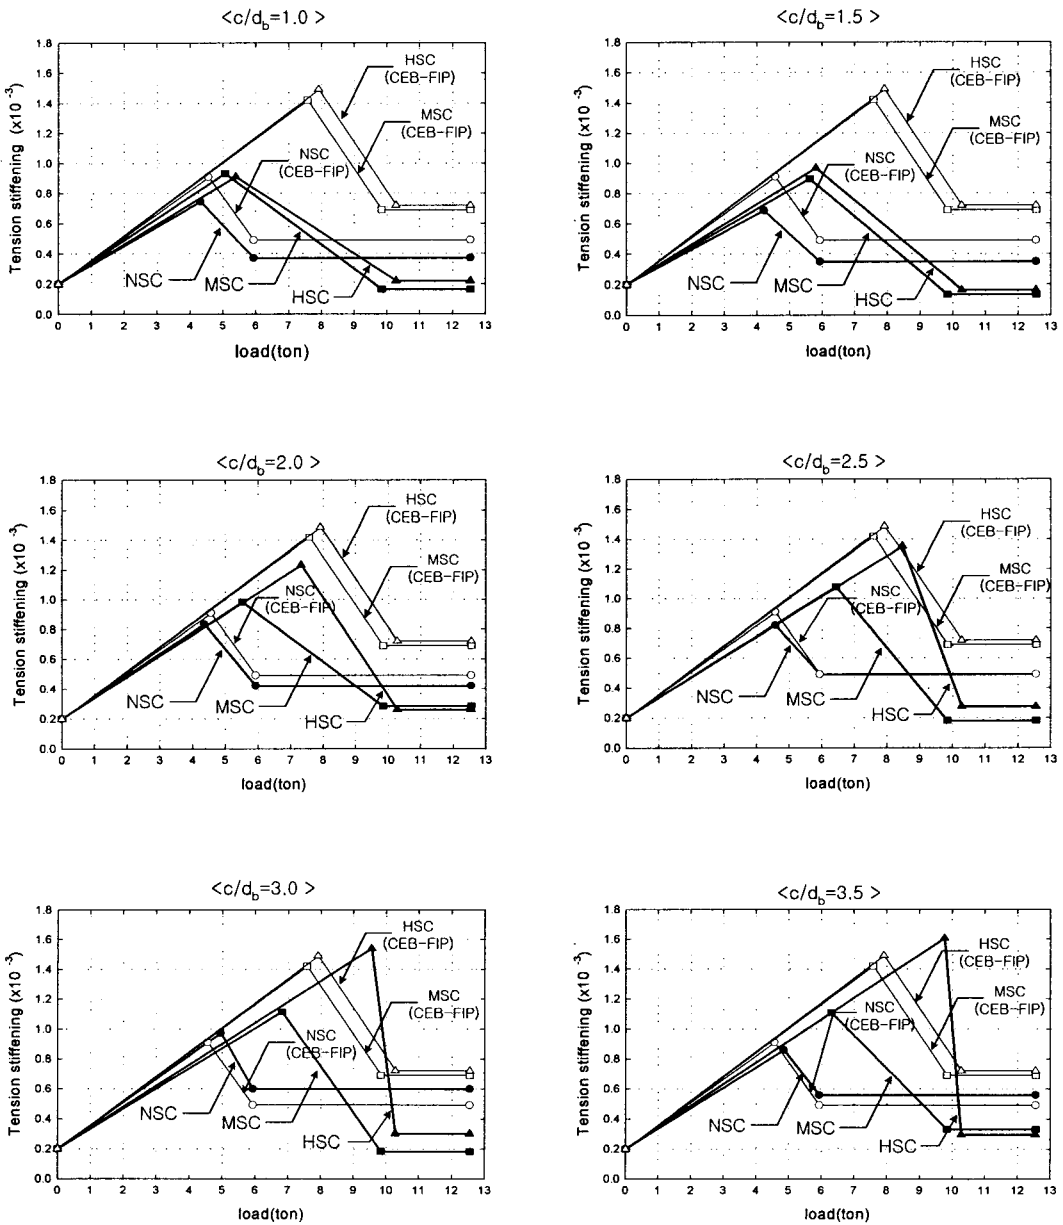 <c/db=1.0 >
Tension stiffening (x10 -3)
1.8
1.6
1.4
1.2
1.0
0.8
0.6
0.4
0.2
0.0
HSC
(CEB-FIP)
MSC
(CEB-FIP)
NSC
(CEB-FIP)
NSC
MSC
HSC
0 1 2 3 4 5 6 7 8 9 10 11 12 13
load(ton)
<c/db=1.5 >
Tension stiffening (x10 -3)
1.8
1.6
1.4
1.2
1.0
0.8
0.6
0.4
0.2
0.0
HSC
(CEB-FIP)
MSC
(CEB-FIP)
NSC
(CEB-FIP)
NSC
MSC
HSC
0 1 2 3 4 5 6 7 8 9 10 11 12 13
load(ton)
<c/db=2.0 >
Tension stiffening (x10 -3)
1.8
1.6
1.4
1.2
1.0
0.8
0.6
0.4
0.2
0.0
HSC
(CEB-FIP)
MSC
(CEB-FIP)
NSC
(CEB-FIP)
NSC
MSC
HSC
0 1 2 3 4 5 6 7 8 9 10 11 12 13
load(ton)
<c/db=2.5 >
Tension stiffening (x10 -3)
1.8
1.6
1.4
1.2
1.0
0.8
0.6
0.4
0.2
0.0
HSC
(CEB-FIP)
MSC
(CEB-FIP)
NSC
(CEB-FIP)
NSC
MSC
HSC
0 1 2 3 4 5 6 7 8 9 10 11 12 13
load(ton)
<c/db=3.0 >
Tension stiffening (x10 -3)
1.8
1.6
1.4
1.2
1.0
0.8
0.6
0.4
0.2
0.0
HSC
(CEB-FIP)
MSC
(CEB-FIP)
NSC
(CEB-FIP)
NSC
MSC
HSC
0 1 2 3 4 5 6 7 8 9 10 11 12 13
load(ton)
<c/db=3.5 >
Tension stiffening (x10 -3)
1.8
1.6
1.4
1.2
1.0
0.8
0.6
0.4
0.2
0.0
HSC
(CEB-FIP)
MSC
(CEB-FIP)
NSC
(CEB-FIP)
NSC
MSC
HSC
0 1 2 3 4 5 6 7 8 9 10 11 12 13
load(ton)